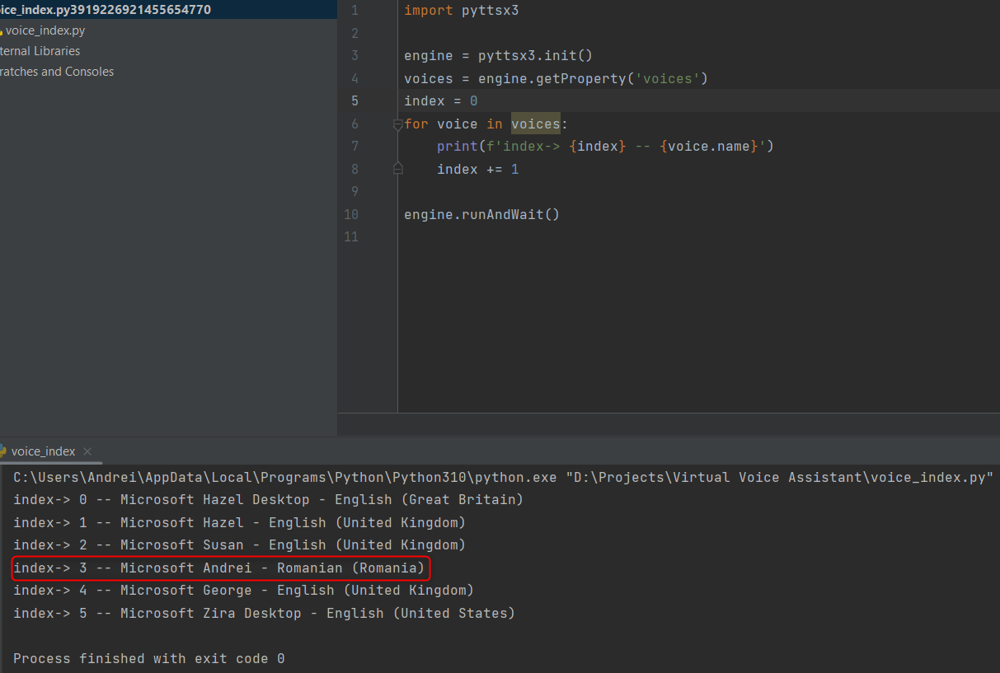 ice_index.py3919226921455654770
voice_index.py
ternal Libraries
ratches and Consoles
1 import pyttsx3
2
3 engine = pyttsx3.init()
4 voices = engine.getProperty('voices')
5 index = 0
6 for voice in voices:
7 print(f'index-> {index} -- {voice.name}')
8 index += 1
9
10 engine.runAndWait()
11
voice_index
C:\Users\Andrei\AppData\Local\Programs\Python\Python310\python.exe "D:\Projects\Virtual Voice Assistant\voice_index.py"
index-> 0 -- Microsoft Hazel Desktop - English (Great Britain)
index-> 1 -- Microsoft Hazel - English (United Kingdom)
index-> 2 -- Microsoft Susan - English (United Kingdom)
index-> 3 -- Microsoft Andrei - Romanian (Romania)
index-> 4 -- Microsoft George - English (United Kingdom)
index-> 5 -- Microsoft Zira Desktop - English (United States)
Process finished with exit code 0